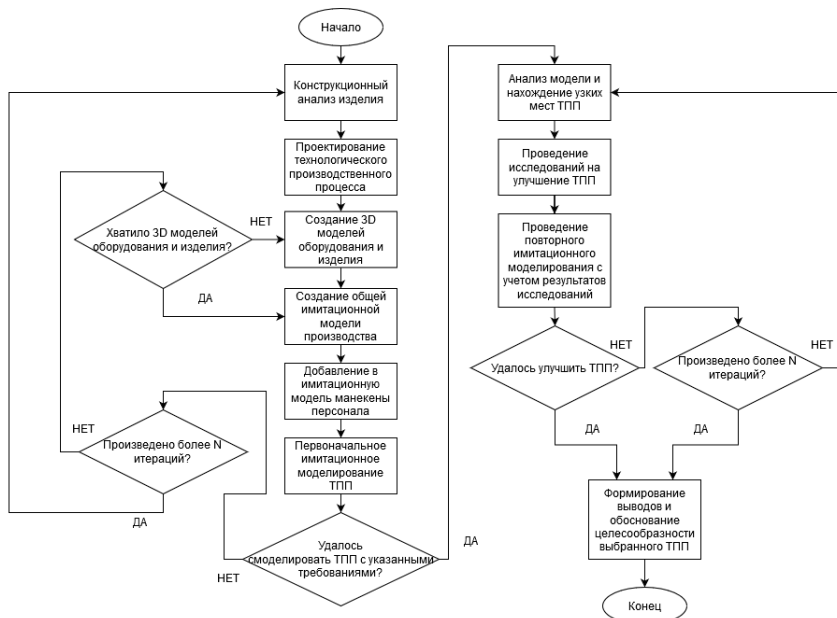 Начало
Конструкционный
анализ изделия
Проектирование
технологического
производственного
процесса
Хватило 3D моделей
оборудования и изделия?
НЕТ
ДА
Создание 3D
моделей
оборудования и
изделия
Создание общей
имитационной
модели
производства
Добавление в
имитационную
модель манекены
персонала
Произведено более N
итераций?
НЕТ
ДА
Первоначальное
имитационное
моделирование
ТПП
Удалось
смоделировать ТПП с указанными
требованиями?
НЕТ
ДА
Анализ модели и
нахождение узких
мест ТПП
Проведение
исследований на
улучшение ТПП
Проведение
повторного
имитационного
моделирования с
учетом результатов
исследований
Удалось улучшить ТПП?
НЕТ
ДА
Произведено более N
итераций?
НЕТ
ДА
Формирование
выводов и
обоснование
целесообразности
выбранного ТПП
Конец